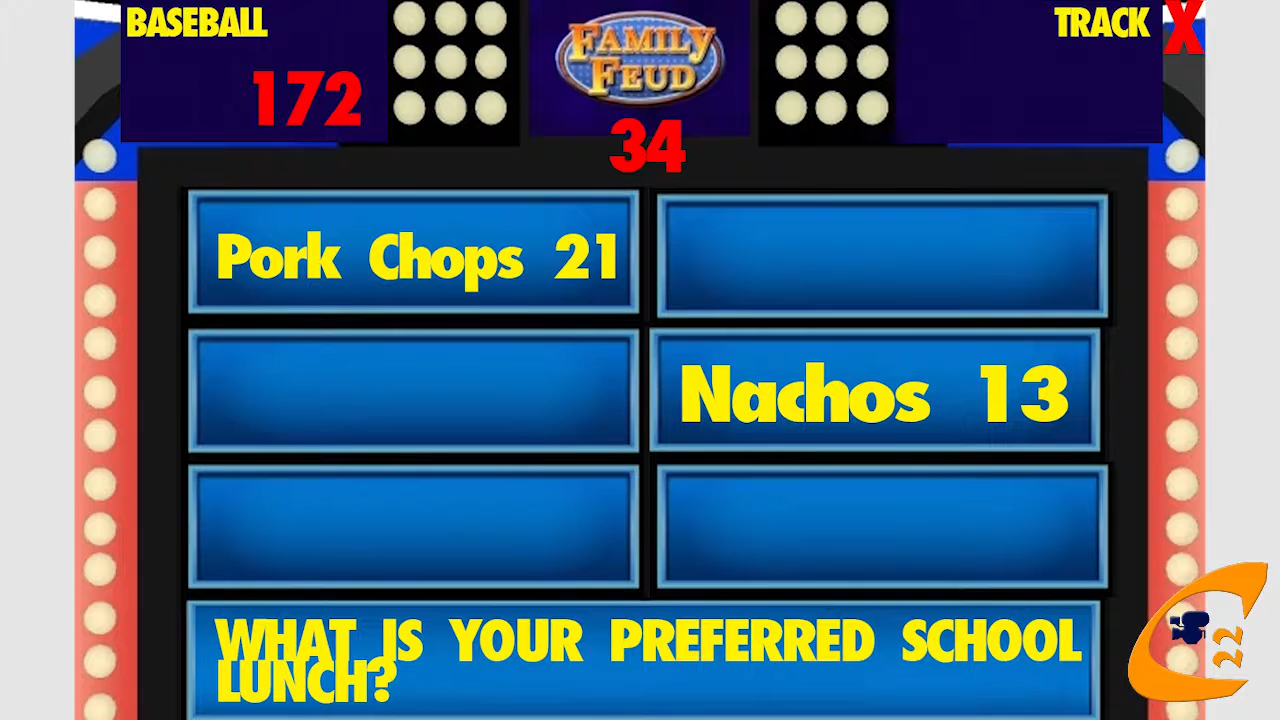 BASEBALL
172
FAMILY
FEUD
34
TRACK X
Pork Chops 21
Nachos 13
WHAT IS YOUR PREFERRED SCHOOL
LUNCH?
22